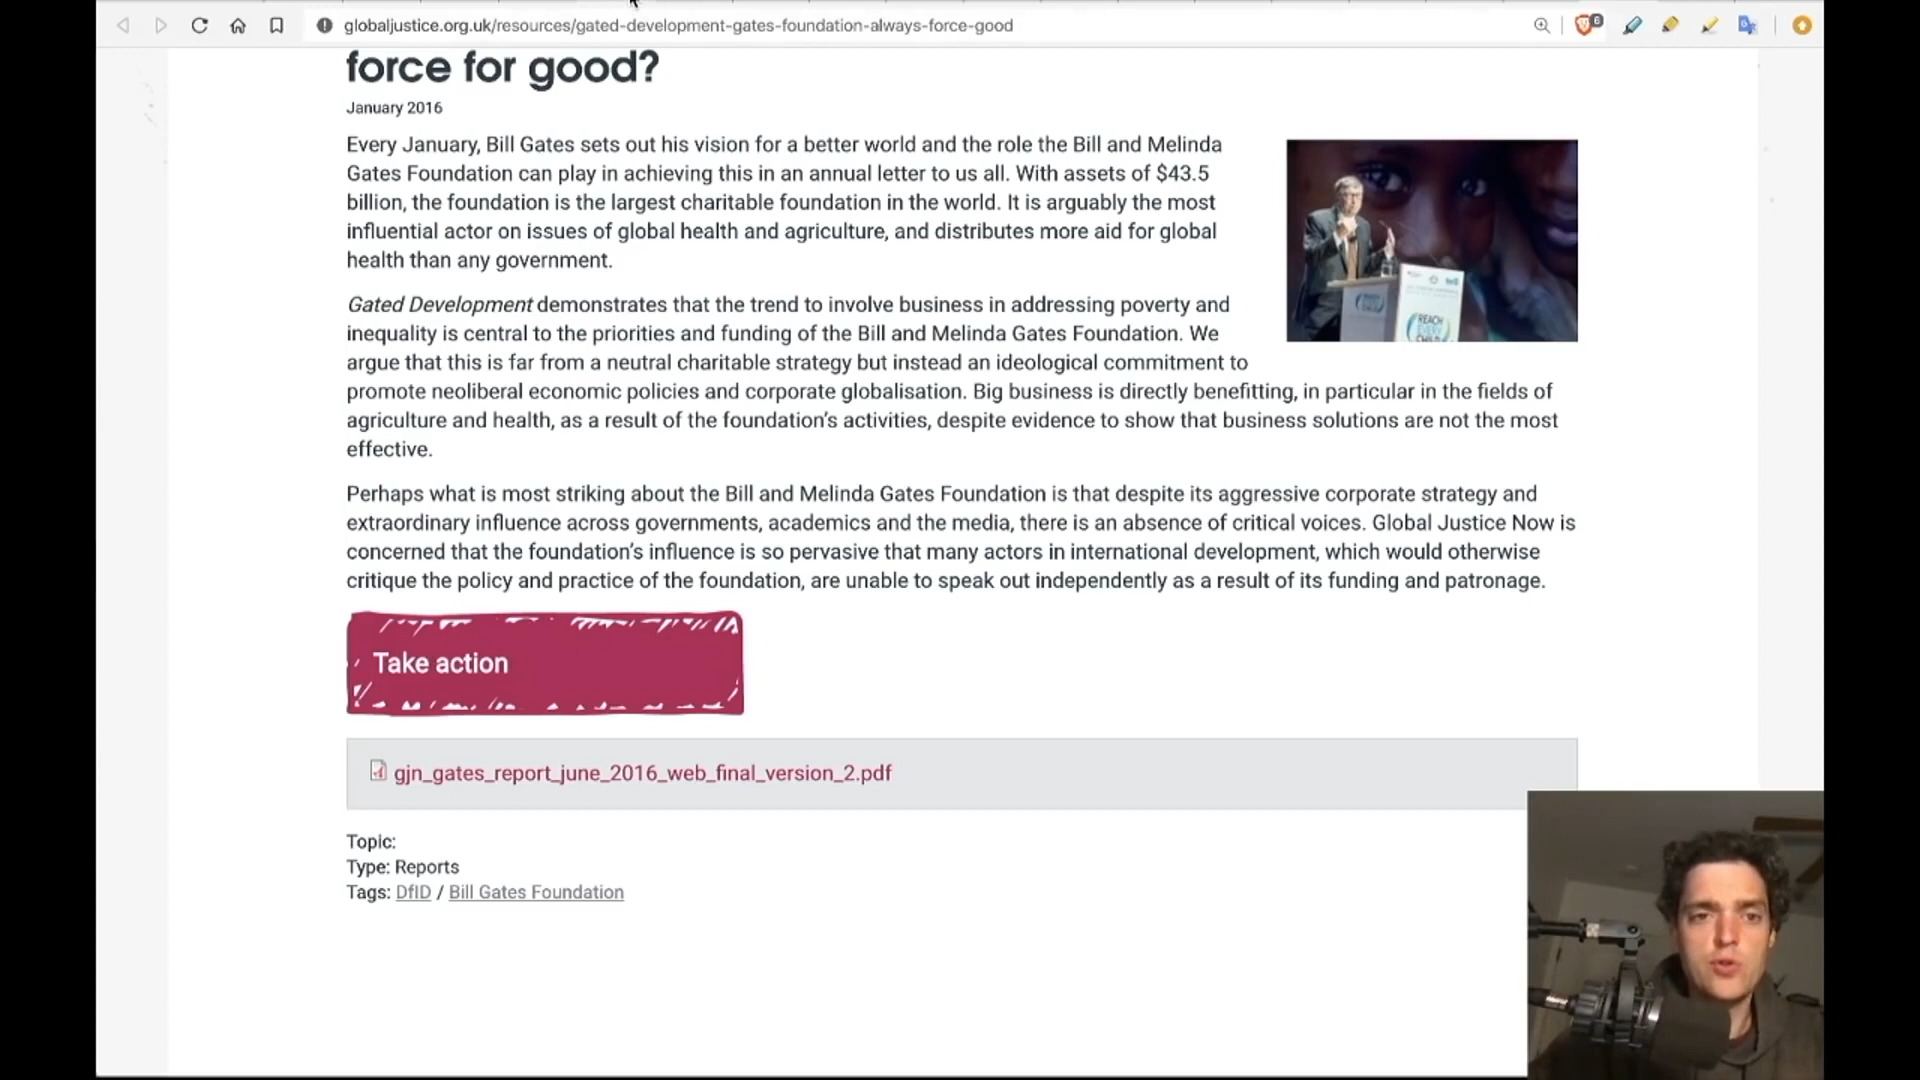 globaljustice.org.uk/resources/gated-development-gates-foundation-always-force-good
6
force for good?
January 2016
Every January, Bill Gates sets out his vision for a better world and the role the Bill and Melinda
Gates Foundation can play in achieving this in an annual letter to us all. With assets of $43.5
billion, the foundation is the largest charitable foundation in the world. It is arguably the most
influential actor on issues of global health and agriculture, and distributes more aid for global
health than any government.
REACH
EVERY
CHILD
Gated Development demonstrates that the trend to involve business in addressing poverty and
inequality is central to the priorities and funding of the Bill and Melinda Gates Foundation. We
argue that this is far from a neutral charitable strategy but instead an ideological commitment to
promote neoliberal economic policies and corporate globalisation. Big business is directly benefitting, in particular in the fields of
agriculture and health, as a result of the foundation’s activities, despite evidence to show that business solutions are not the most
effective.
Perhaps what is most striking about the Bill and Melinda Gates Foundation is that despite its aggressive corporate strategy and
extraordinary influence across governments, academics and the media, there is an absence of critical voices. Global Justice Now is
concerned that the foundation’s influence is so pervasive that many actors in international development, which would otherwise
critique the policy and practice of the foundation, are unable to speak out independently as a result of its funding and patronage.
Take action
gjn_gates_report_june_2016_web_final_version_2.pdf
Topic:
Type: Reports
Tags: DfID / Bill Gates Foundation